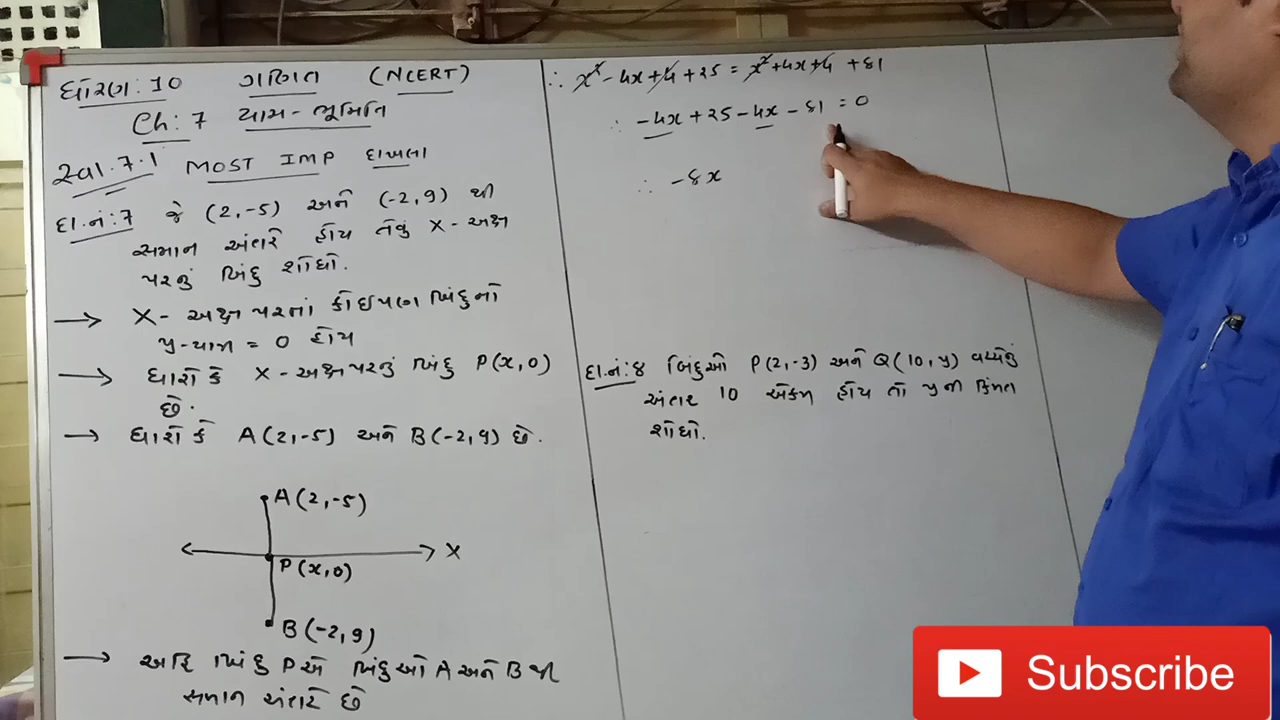 ધોરણ: 10 ગણિત (NCERT)
Ch: 7 યામ-ભૂમિતિ
સ્વા. 7.1 MOST IMP દાખલા
દા.નં:7 જે (2,-5) અને (-2,9) થી
સમાન અંતરે હોય તેવું X-અક્ષ
પરનું બિંદુ શોધો.
→ X-અક્ષ પરનાં કોઈપણ બિંદુનો
y-યામ = 0 હોય
→ ધારો કે X-અક્ષ પરનું બિંદુ P(x,0)
છે.
→ ધારો કે A(2,-5) અને B(-2,9) છે.
A(2,-5)
X
P(x,0)
B(-2,9)
→ અહિ બિંદુ P એ બિંદુઓ A અને B થી
સમાન અંતરે છે
∴ x² - 4x + 4 + 25 = x² + 4x + 4 + 81
∴ -4x + 25 - 4x - 81 = 0
∴ -8x
દા.નં:8 બિંદુઓ P(2,-3) અને Q(10,y) વચ્ચેનું
અંતર 10 એકમ હોય તો y ની કિંમત
શોધો.
Subscribe